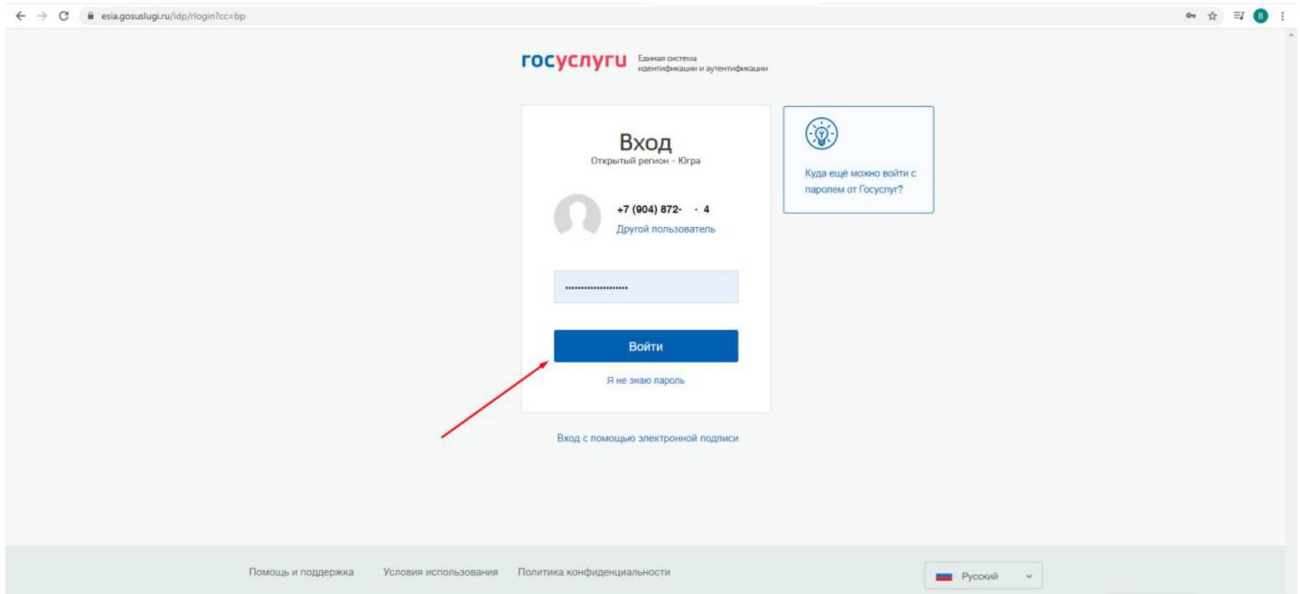 esia.gosuslugi.ru/idp/rlogin?cc=bp
B
госуслуги
Единая система
идентификации и аутентификации
Вход
Открытый регион - Югра
+7 (904) 872- - 4
Другой пользователь
Войти
Я не знаю пароль
Вход с помощью электронной подписи
Куда ещё можно войти с
паролем от Госуслуг?
Помощь и поддержка
Условия использования
Политика конфиденциальности
Русский